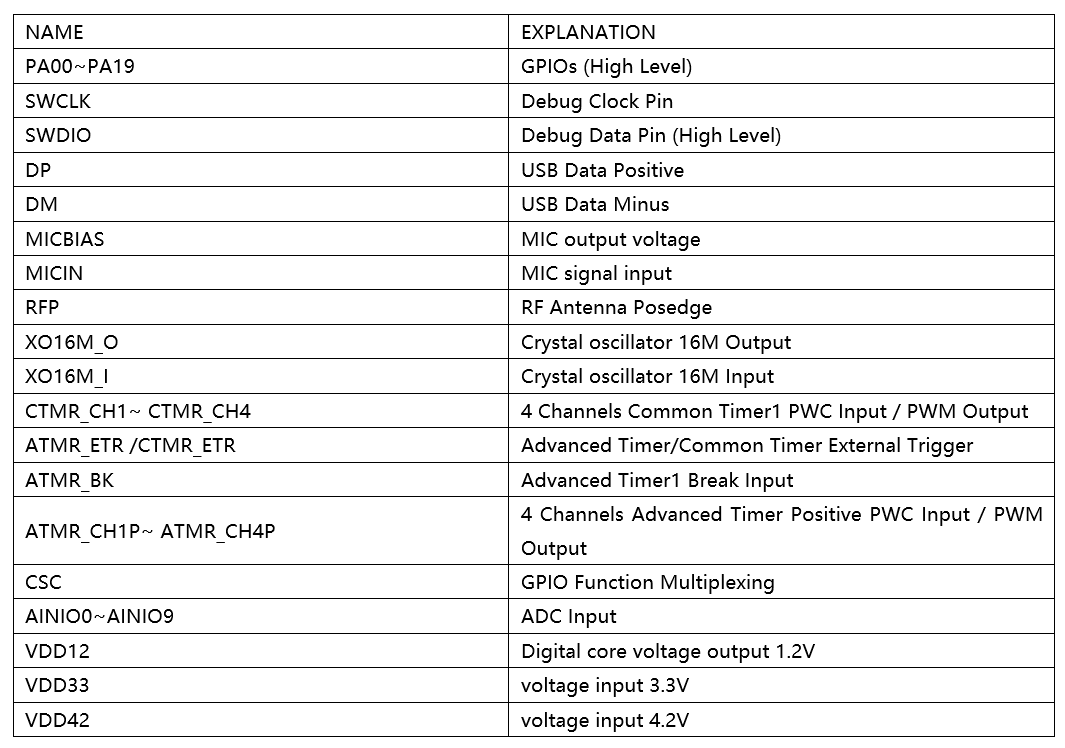 NAME EXPLANATION
PA00~PA19 GPIOs (High Level)
SWCLK Debug Clock Pin
SWDIO Debug Data Pin (High Level)
DP USB Data Positive
DM USB Data Minus
MICBIAS MIC output voltage
MICIN MIC signal input
RFP RF Antenna Posedge
XO16M_O Crystal oscillator 16M Output
XO16M_I Crystal oscillator 16M Input
CTMR_CH1~ CTMR_CH4 4 Channels Common Timer1 PWC Input / PWM Output
ATMR_ETR /CTMR_ETR Advanced Timer/Common Timer External Trigger
ATMR_BK Advanced Timer1 Break Input
ATMR_CH1P~ ATMR_CH4P 4 Channels Advanced Timer Positive PWC Input / PWM
Output
CSC GPIO Function Multiplexing
AINIO0~AINIO9 ADC Input
VDD12 Digital core voltage output 1.2V
VDD33 voltage input 3.3V
VDD42 voltage input 4.2V